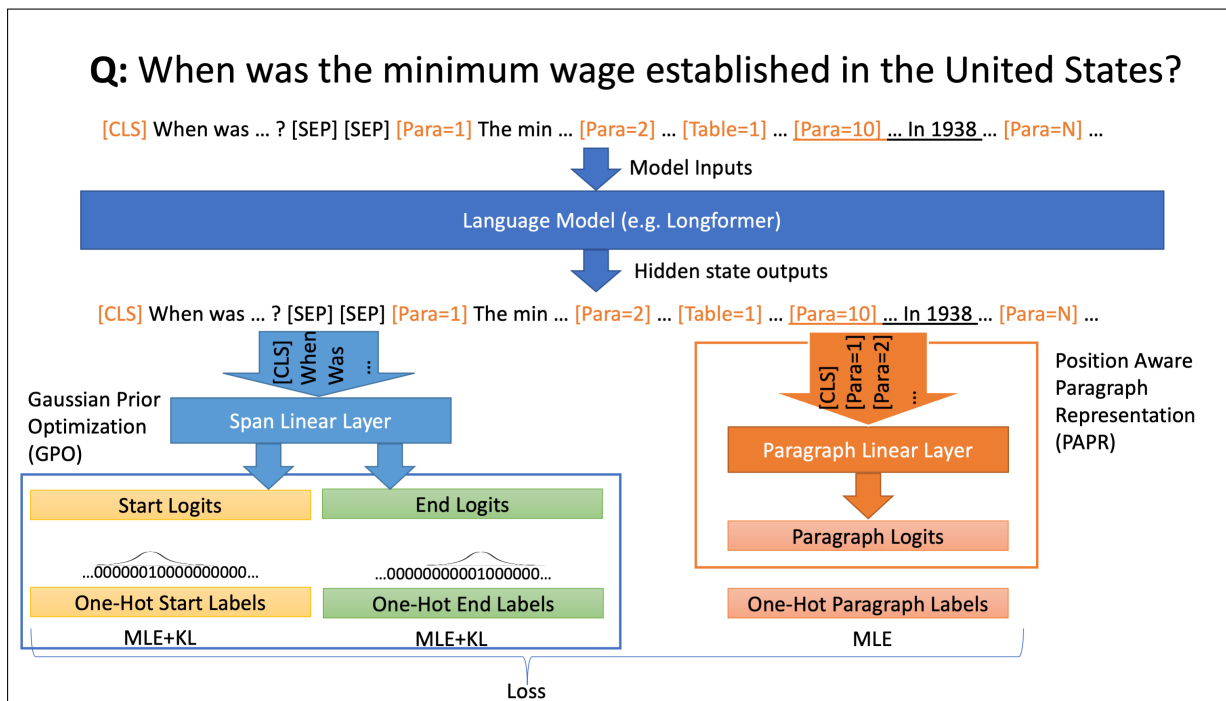 Q: When was the minimum wage established in the United States?
[CLS] When was ... ? [SEP] [SEP] [Para=1] The min ... [Para=2] ... [Table=1] ... [Para=10] ... In 1938 ... [Para=N] ...
Model Inputs
Language Model (e.g. Longformer)
Hidden state outputs
[CLS] When was ... ? [SEP] [SEP] [Para=1] The min ... [Para=2] ... [Table=1] ... [Para=10] ... In 1938 ... [Para=N] ...
[CLS]
When
Was
...
Gaussian Prior
Optimization
(GPO)
Span Linear Layer
Start Logits
End Logits
...00000010000000000...
...00000000001000000...
One-Hot Start Labels
One-Hot End Labels
MLE+KL
MLE+KL
[CLS]
[Para=1]
[Para=2]
...
Position Aware
Paragraph
Representation
(PAPR)
Paragraph Linear Layer
Paragraph Logits
One-Hot Paragraph Labels
MLE
Loss